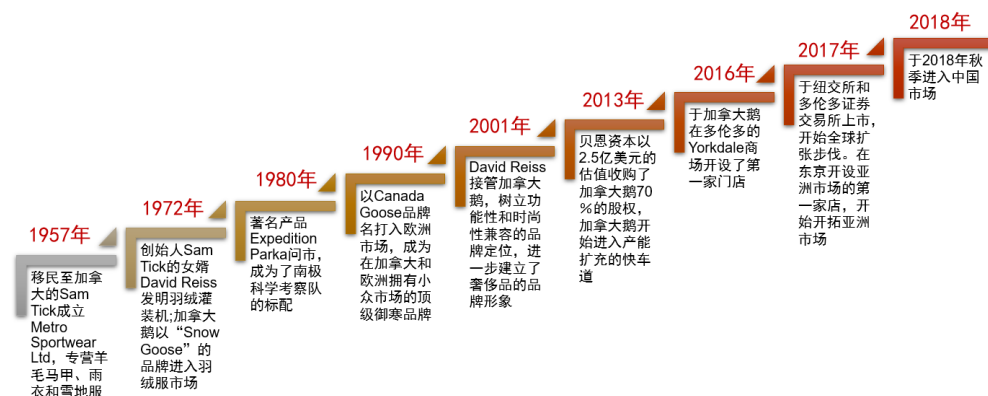 1957年
移民至加拿
大的Sam
Tick成立
Metro
Sportwear
Ltd，专营羊
毛马甲、雨
衣和雪地服
1972年
创始人Sam
Tick的女婿
David Reiss
发明羽绒灌
装机;加拿大
鹅以“Snow
Goose”的
品牌进入羽
绒服市场
1980年
著名产品
Expedition
Parka问市，
成为了南极
科学考察队
的标配
1990年
以Canada
Goose品牌
名打入欧洲
市场，成为
在加拿大和
欧洲拥有小
众市场的顶
级御寒品牌
2001年
David Reiss
接管加拿大
鹅，树立功
能性和时尚
性兼容的品
牌定位，进
一步建立了
奢侈品的品
牌形象
2013年
贝恩资本以
2.5亿美元的
估值收购了
加拿大鹅70
%的股权，
加拿大鹅开
始进入产能
扩充的快车
道
2016年
于加拿大鹅
在多伦多的
Yorkdale商
场开设了第
一家门店
2017年
于纽交所和
多伦多证券
交易所上市，
开始全球扩
张步伐。在
东京开设亚
洲市场的第
一家店，开
始开拓亚洲
市场
2018年
于2018年秋
季进入中国
市场